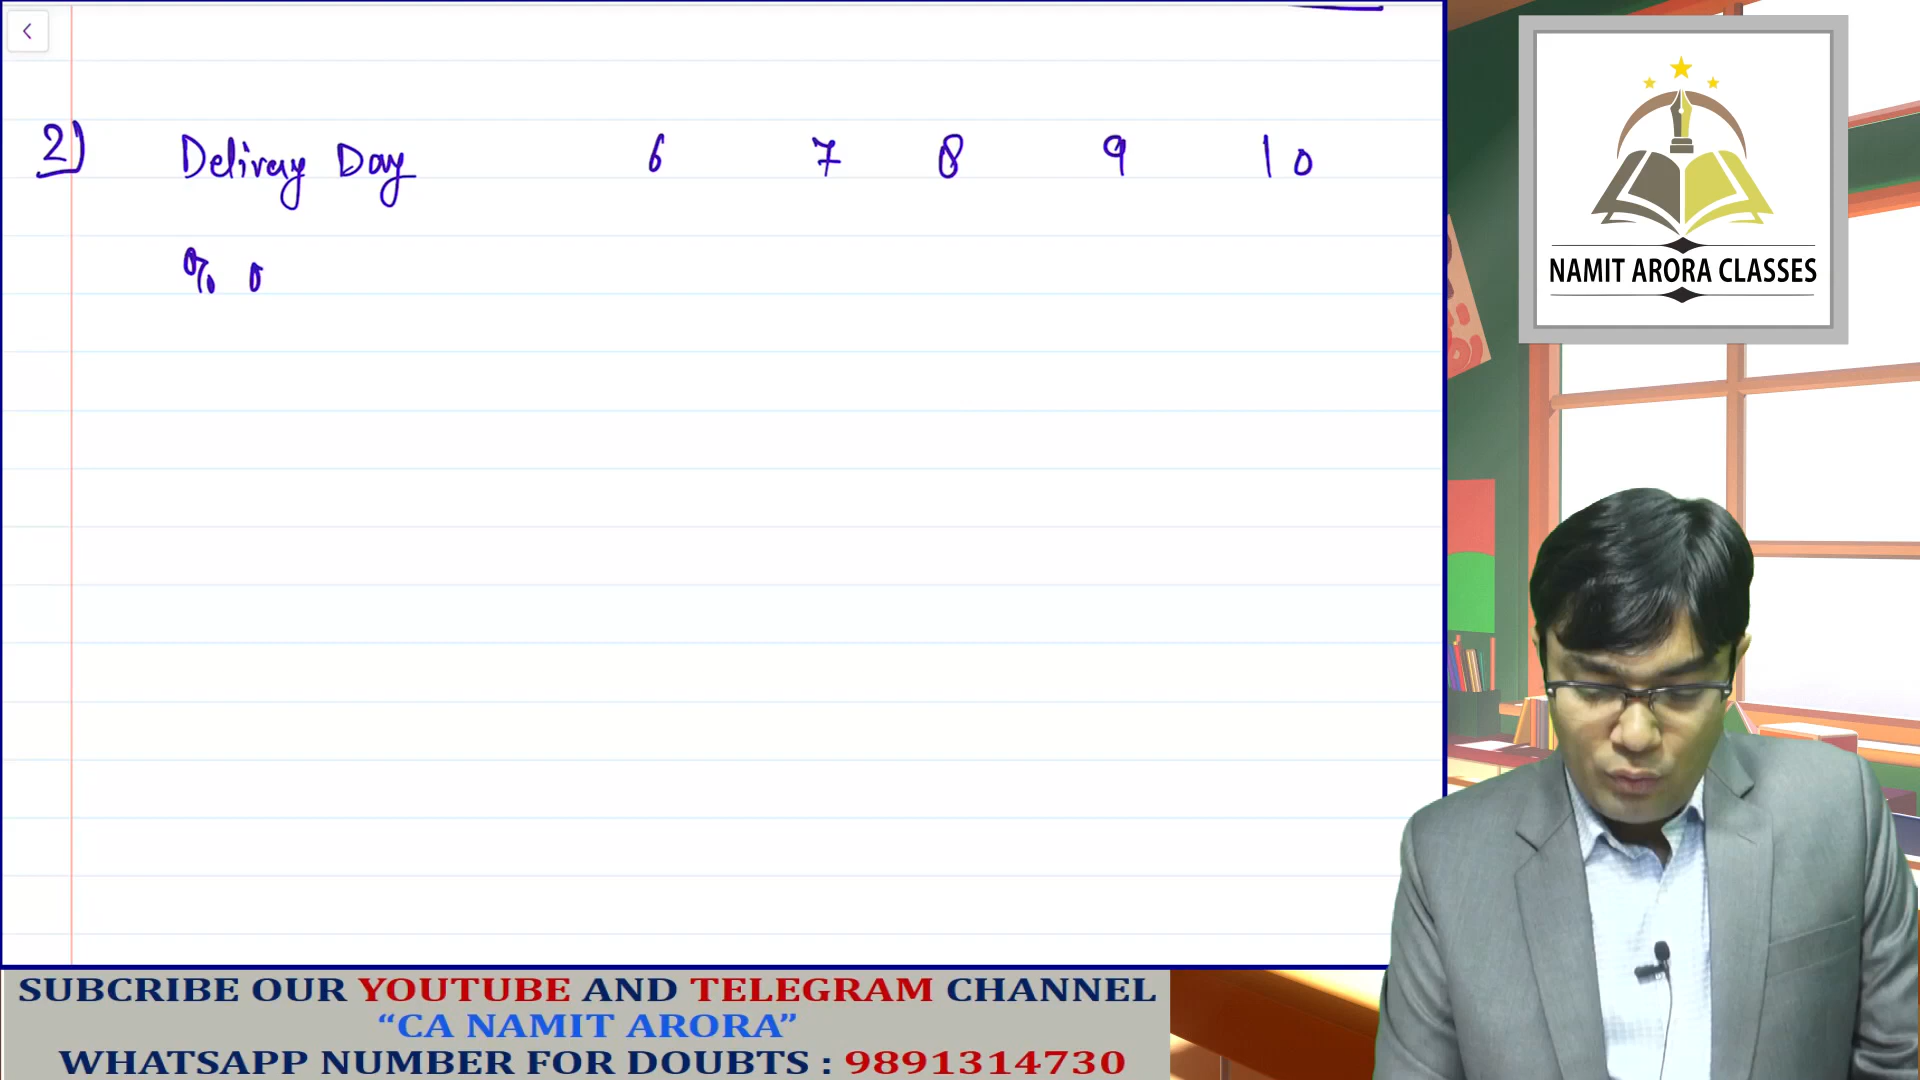 2) Delivery Day 6 7 8 9 10
% o
NAMIT ARORA CLASSES
SUBCRIBE OUR YOUTUBE AND TELEGRAM CHANNEL
“CA NAMIT ARORA”
WHATSAPP NUMBER FOR DOUBTS : 9891314730